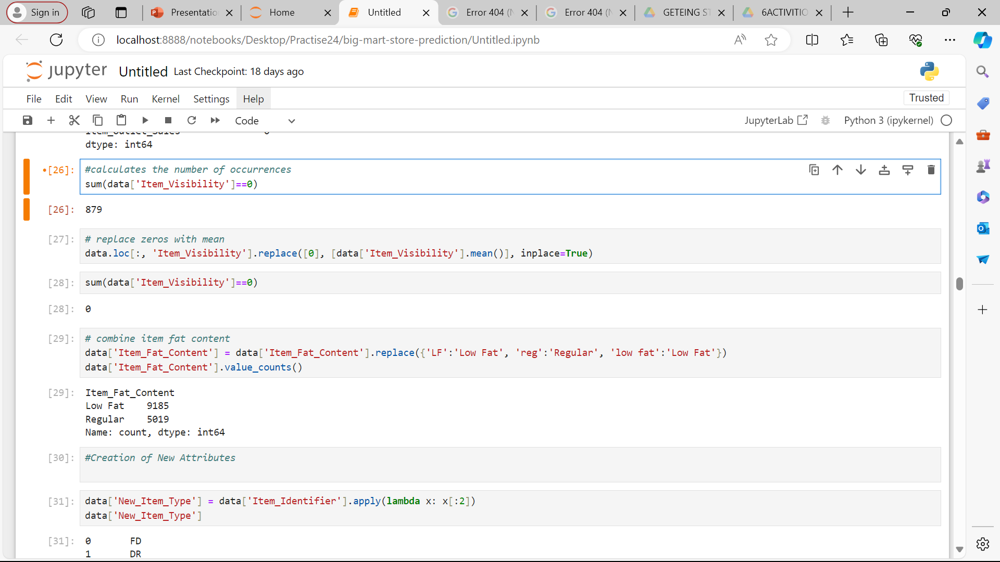 Sign in
Presentatio
Home
Untitled
Error 404 (N
Error 404 (N
GETEING ST
6ACTIVITIO
localhost:8888/notebooks/Desktop/Practise24/big-mart-store-prediction/Untitled.ipynb
jupyter Untitled Last Checkpoint: 18 days ago
File Edit View Run Kernel Settings Help
Trusted
Code
JupyterLab
Python 3 (ipykernel)
Item_Outlet_Sales 0
dtype: int64
•[26]: #calculates the number of occurrences
sum(data['Item_Visibility']==0)
[26]: 879
[27]: # replace zeros with mean
data.loc[:, 'Item_Visibility'].replace([0], [data['Item_Visibility'].mean()], inplace=True)
[28]: sum(data['Item_Visibility']==0)
[28]: 0
[29]: # combine item fat content
data['Item_Fat_Content'] = data['Item_Fat_Content'].replace({'LF':'Low Fat', 'reg':'Regular', 'low fat':'Low Fat'})
data['Item_Fat_Content'].value_counts()
[29]: Item_Fat_Content
Low Fat    9185
Regular    5019
Name: count, dtype: int64
[30]: #Creation of New Attributes
[31]: data['New_Item_Type'] = data['Item_Identifier'].apply(lambda x: x[:2])
data['New_Item_Type']
[31]: 0       FD
1       DR